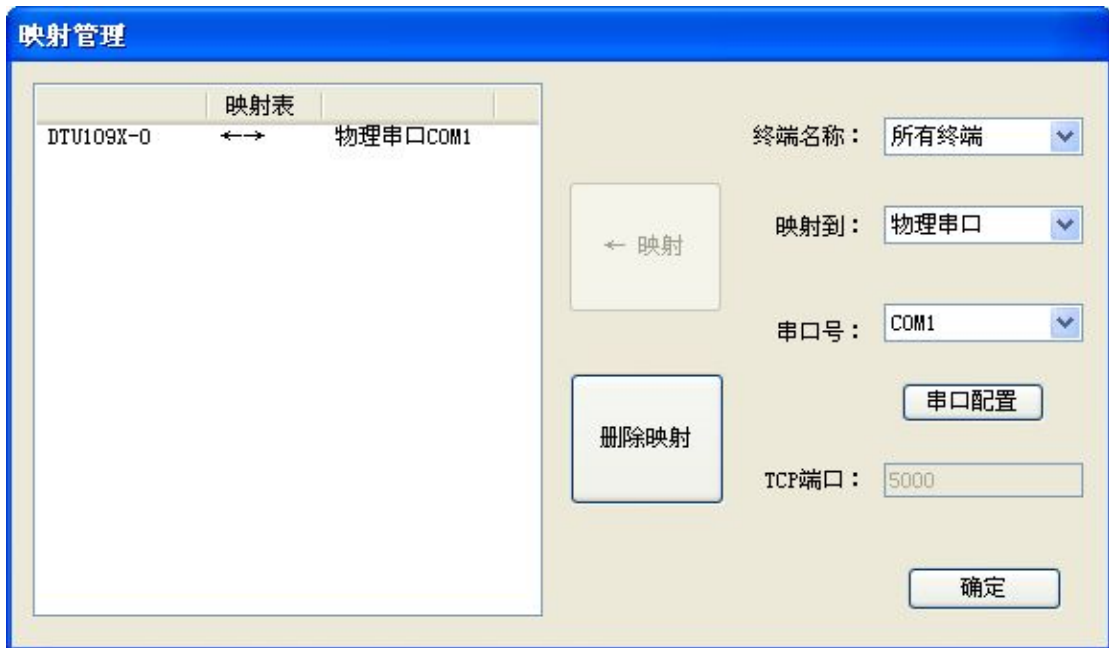 映射管理
映射表
DTU109X-0 ←→ 物理串口COM1
← 映射
删除映射
终端名称： 所有终端
映射到： 物理串口
串口号： COM1
串口配置
TCP端口： 5000
确定